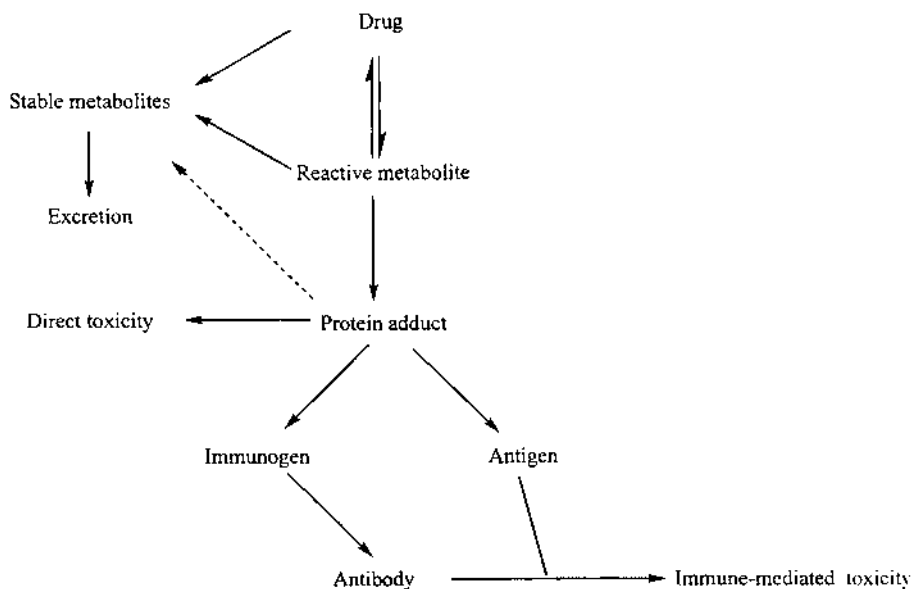 Drug
Stable metabolites
Reactive metabolite
Excretion
Direct toxicity
Protein adduct
Immunogen
Antigen
Antibody
Immune-mediated toxicity